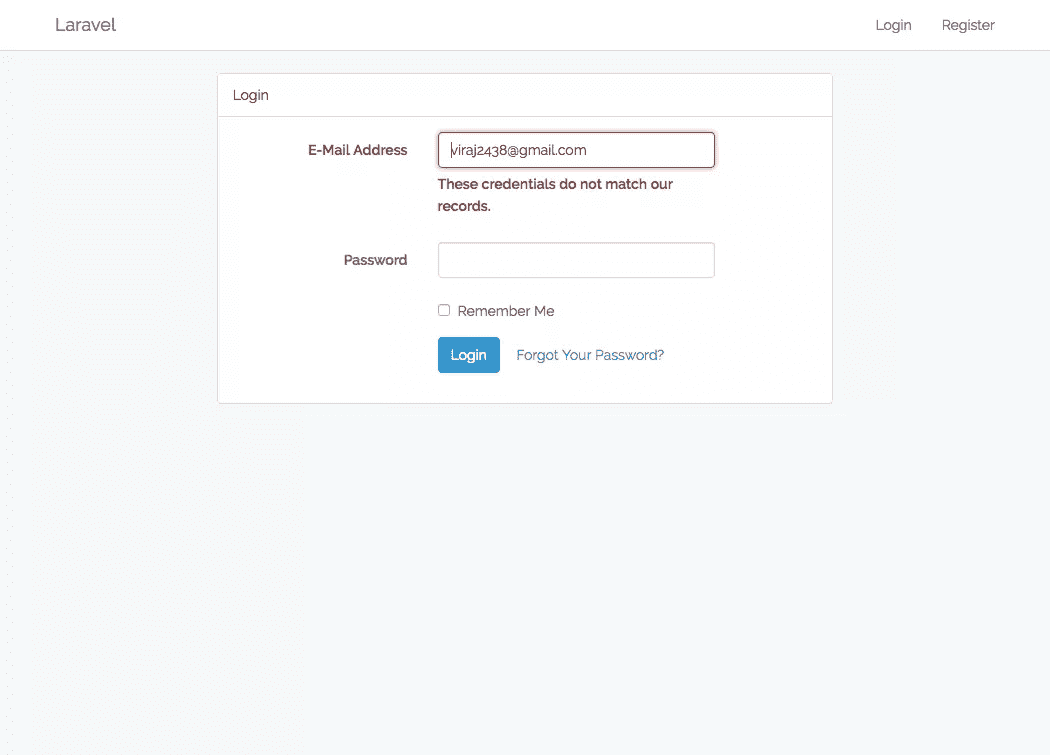 Laravel
Login
Register
Login
E-Mail Address
viraj2438@gmail.com
These credentials do not match our
records.
Password
Remember Me
Login
Forgot Your Password?